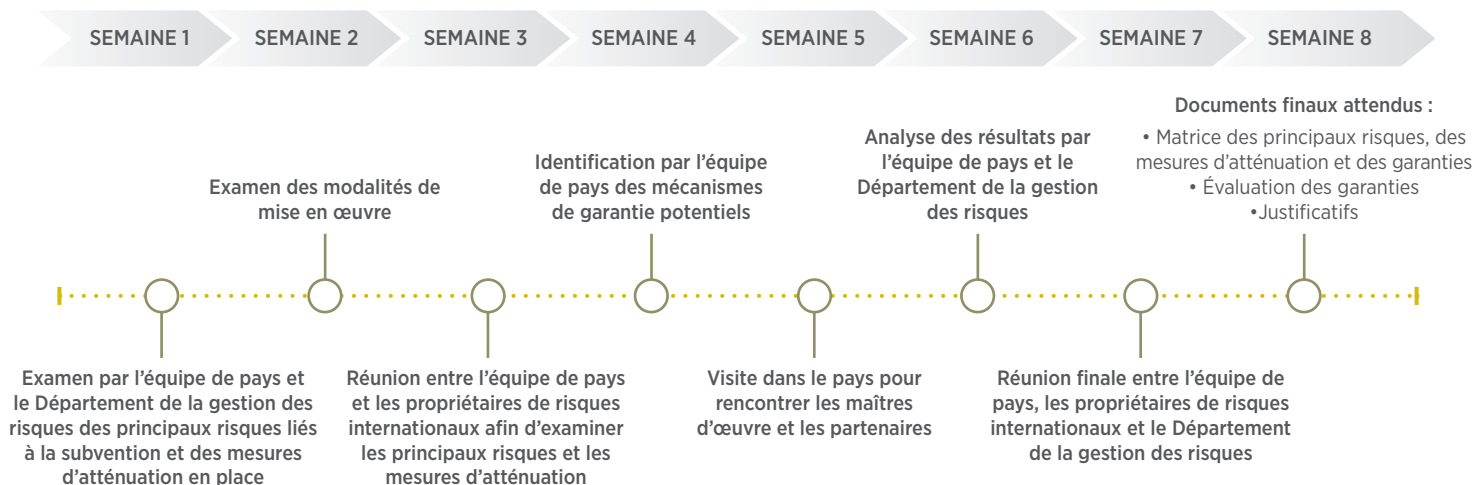 SEMAINE 1
SEMAINE 2
SEMAINE 3
SEMAINE 4
SEMAINE 5
SEMAINE 6
SEMAINE 7
SEMAINE 8
Examen par l’équipe de pays et
le Département de la gestion des
risques des principaux risques liés
à la subvention et des mesures
d’atténuation en place
Examen des modalités de
mise en œuvre
Réunion entre l’équipe de pays
et les propriétaires de risques
internationaux afin d’examiner
les principaux risques et les
mesures d’atténuation
Identification par l’équipe
de pays des mécanismes
de garantie potentiels
Visite dans le pays pour
rencontrer les maîtres
d’œuvre et les partenaires
Analyse des résultats par
l’équipe de pays et le
Département de la gestion
des risques
Réunion finale entre l’équipe de
pays, les propriétaires de risques
internationaux et le Département
de la gestion des risques
Documents finaux attendus :
• Matrice des principaux risques, des
mesures d’atténuation et des garanties
• Évaluation des garanties
•Justificatifs